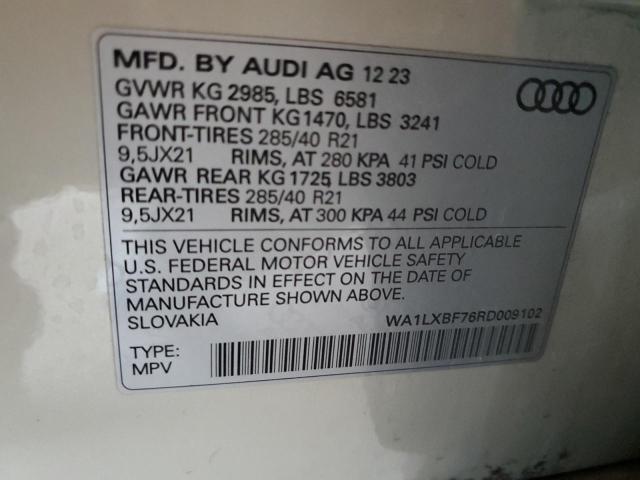 MFD. BY AUDI AG 12 23
GVWR KG 2985, LBS 6581
GAWR FRONT KG 1470, LBS 3241
FRONT-TIRES 285/40 R21
9,5JX21 RIMS, AT 280 KPA 41 PSI COLD
GAWR REAR KG 1725 LBS 3803
REAR-TIRES 285/40 R21
9,5JX21 RIMS, AT 300 KPA 44 PSI COLD
THIS VEHICLE CONFORMS TO ALL APPLICABLE
U.S. FEDERAL MOTOR VEHICLE SAFETY
STANDARDS IN EFFECT ON THE DATE OF
MANUFACTURE SHOWN ABOVE.
SLOVAKIA WA1LXBF76RD009102
TYPE:
MPV